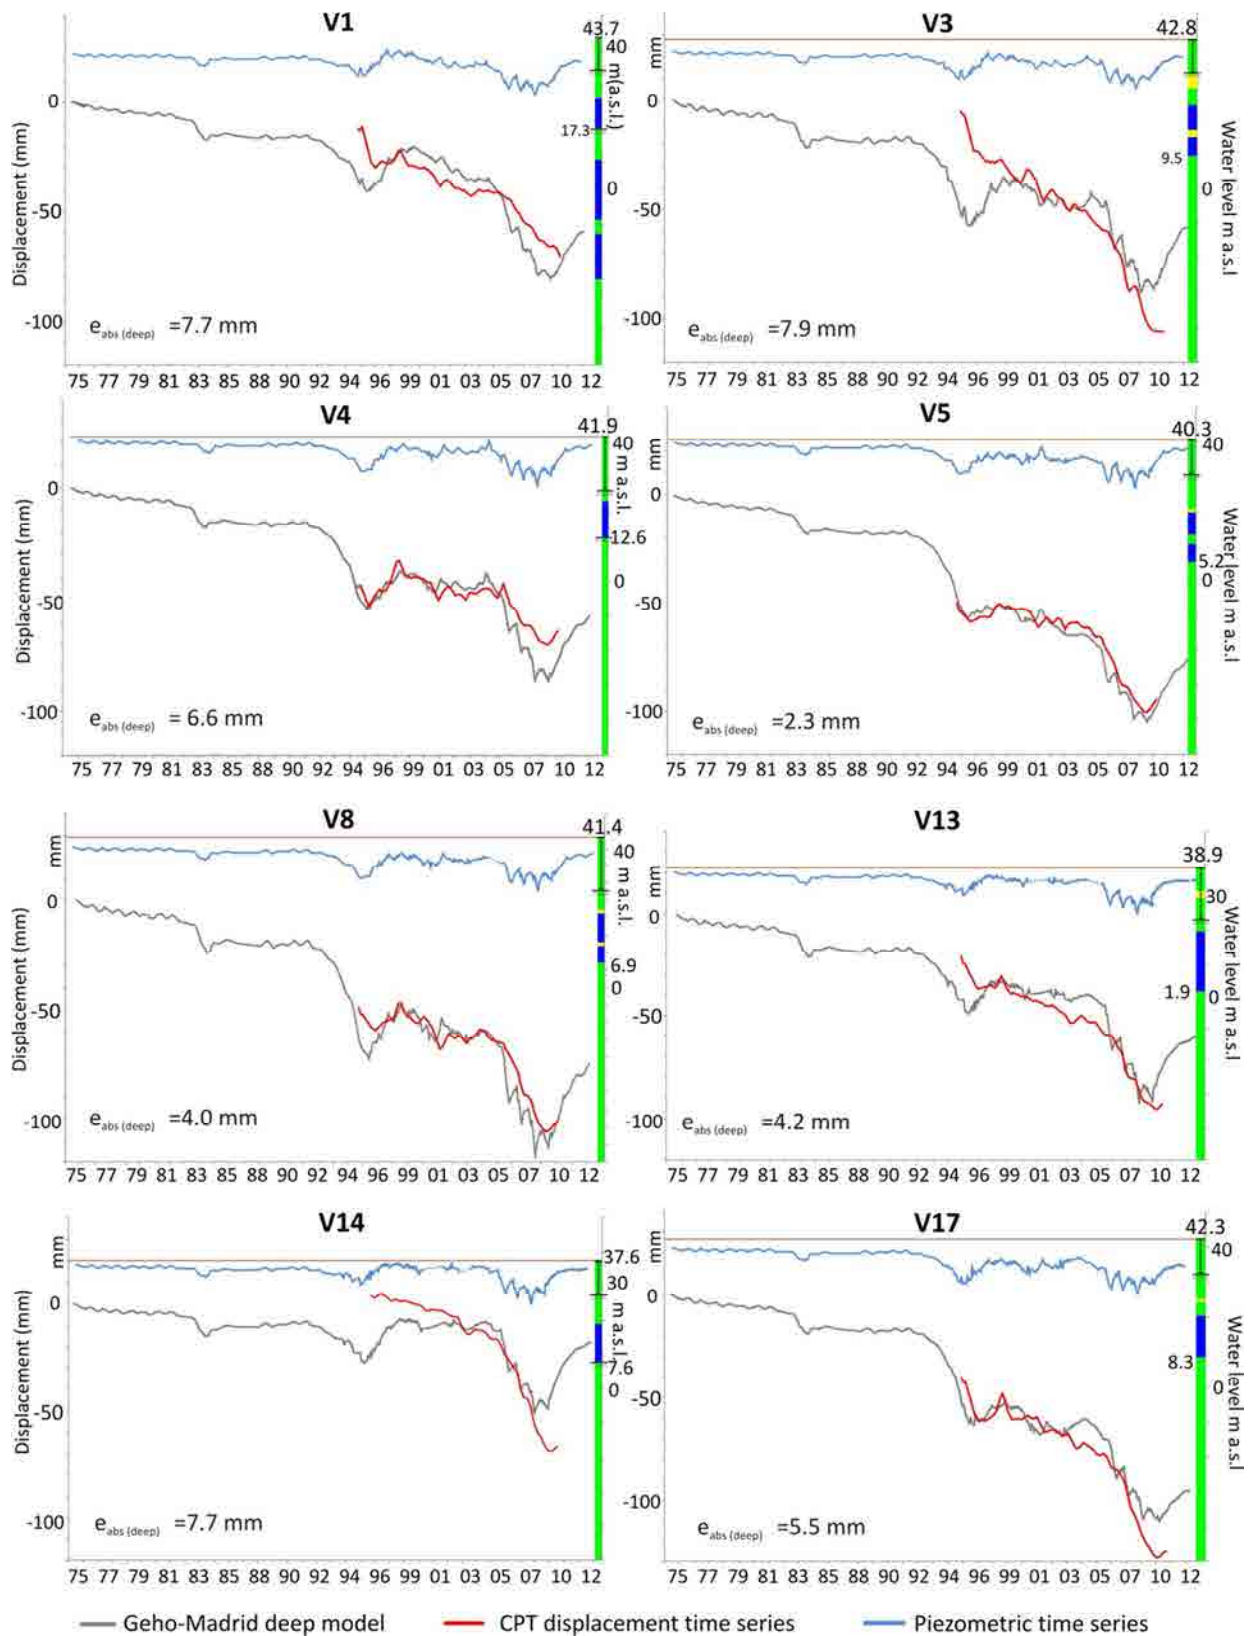 V1
43.7
40
m(a.s.l.)
17.3
0
Displacement (mm)
0
-50
-100
e abs (deep) =7.7 mm
75 77 79 81 83 85 88 90 92 94 96 99 01 03 05 07 10 12
V3
42.8
mm
0
-50
-100
9.5
0
Water level m a.s.l
e abs (deep) =7.9 mm
75 77 79 81 83 85 88 90 92 94 96 99 01 03 05 07 10 12
V4
41.9
40
m a.s.l.
12.6
0
Displacement (mm)
0
-50
-100
e abs (deep) = 6.6 mm
75 77 79 81 83 85 88 90 92 94 96 99 01 03 05 07 10 12
V5
40.3
40
mm
0
-50
-100
5.2
0
Water level m a.s.l
e abs (deep) =2.3 mm
75 77 79 81 83 85 88 90 92 94 96 99 01 03 05 07 10 12
V8
41.4
40
m a.s.l.
6.9
0
mm
Displacement (mm)
0
-50
-100
e abs (deep) =4.0 mm
75 77 79 81 83 85 88 90 92 94 96 99 01 03 05 07 10 12
V13
38.9
30
mm
0
-50
-100
1.9
0
Water level m a.s.l
e abs (deep) =4.2 mm
75 77 79 81 83 85 88 90 92 94 96 99 01 03 05 07 10 12
V14
37.6
30
m a.s.l.
7.6
0
mm
Displacement (mm)
0
-50
-100
e abs (deep) =7.7 mm
75 77 79 81 83 85 88 90 92 94 96 99 01 03 05 07 10 12
V17
42.3
40
mm
0
-50
-100
8.3
0
Water level m a.s.l
e abs (deep) =5.5 mm
75 77 79 81 83 85 88 90 92 94 96 99 01 03 05 07 10 12
Geho-Madrid deep model CPT displacement time series Piezometric time series